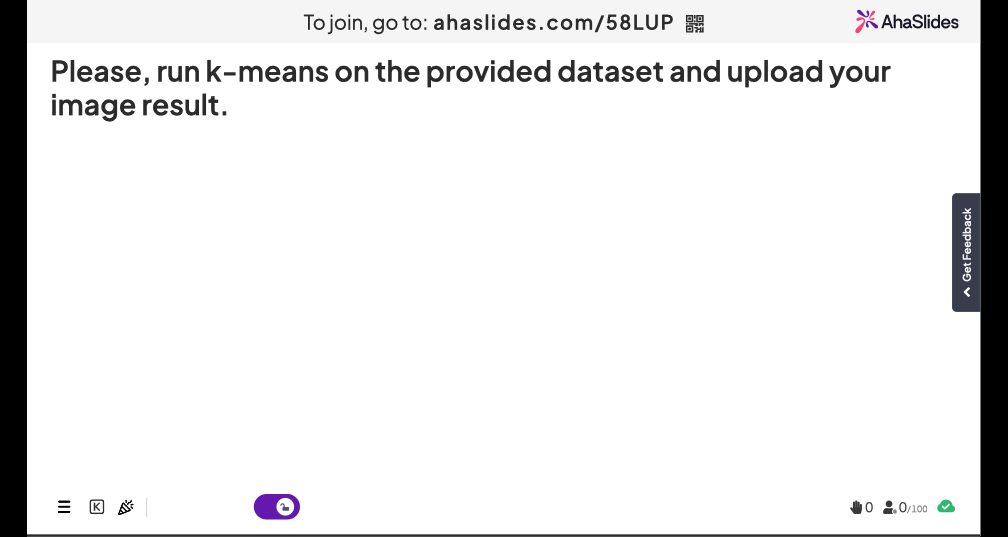 To join, go to: ahaslides.com/58LUP
AhaSlides
Please, run k-means on the provided dataset and upload your
image result.
Get Feedback
K
0
0/100